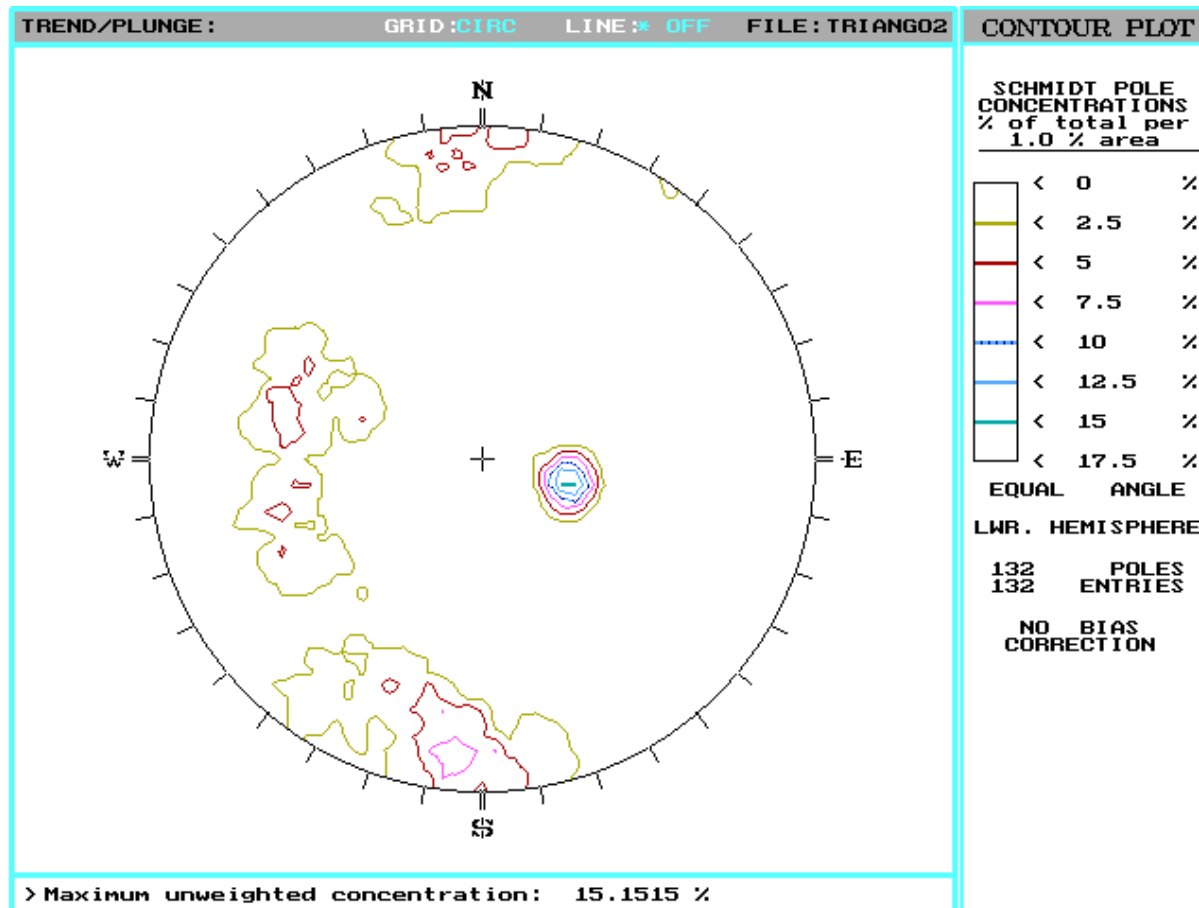 TREND/PLUNGE: GRID:CIRC LINE:* OFF FILE:TRIANGO2
CONTOUR PLOT
N
W
E
S
SCHMIDT POLE
CONCENTRATIONS
% of total per
1.0 % area
< 0 %
< 2.5 %
< 5 %
< 7.5 %
< 10 %
< 12.5 %
< 15 %
< 17.5 %
EQUAL ANGLE
LWR. HEMISPHERE
132 POLES
132 ENTRIES
NO BIAS
CORRECTION
>Maximum unweighted concentration: 15.1515 %